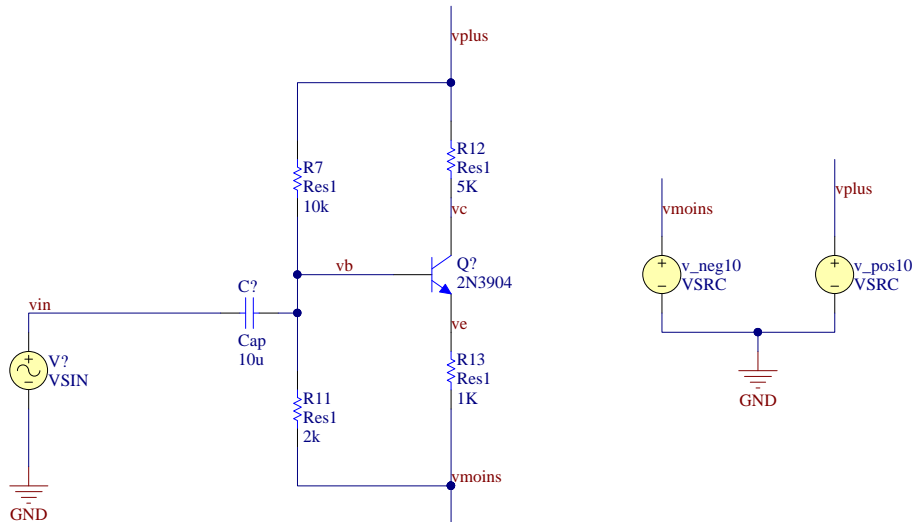 vplus
R12
Res1
5K
R7
Res1
10k
vc
vb
Q?
2N3904
C?
Cap
10u
vin
V?
VSIN
ve
R13
Res1
1K
R11
Res1
2k
vmoins
GND
vmoins
vplus
v_neg10
VSRC
v_pos10
VSRC
GND